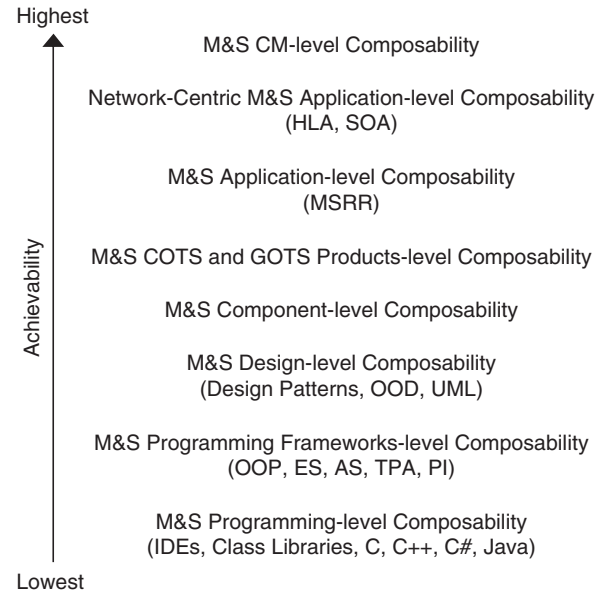 Highest
M&S CM-level Composability
Network-Centric M&S Application-level Composability
(HLA, SOA)
M&S Application-level Composability
(MSRR)
M&S COTS and GOTS Products-level Composability
Achievability
M&S Component-level Composability
M&S Design-level Composability
(Design Patterns, OOD, UML)
M&S Programming Frameworks-level Composability
(OOP, ES, AS, TPA, PI)
M&S Programming-level Composability
(IDEs, Class Libraries, C, C++, C#, Java)
Lowest